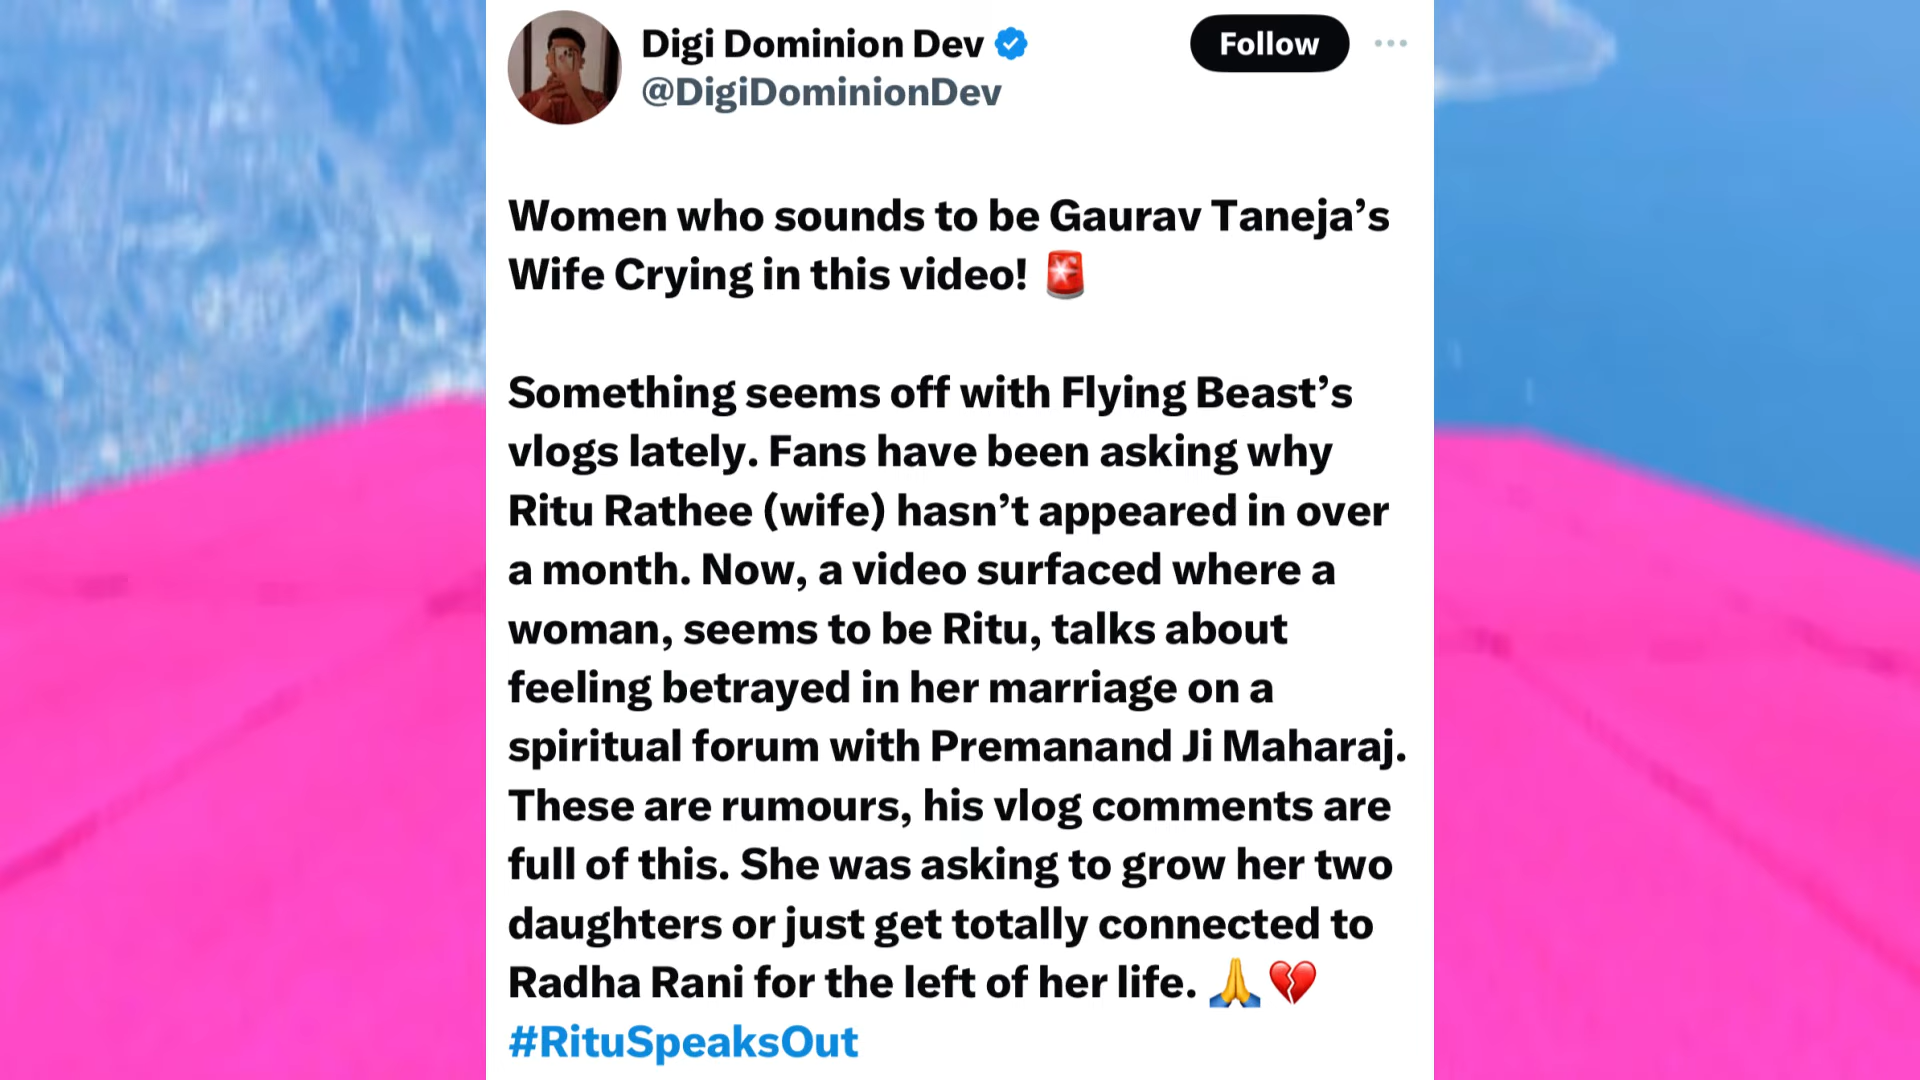 Digi Dominion Dev
Follow
@DigiDominionDev
Women who sounds to be Gaurav Taneja’s
Wife Crying in this video! 🚨
Something seems off with Flying Beast’s
vlogs lately. Fans have been asking why
Ritu Rathee (wife) hasn’t appeared in over
a month. Now, a video surfaced where a
woman, seems to be Ritu, talks about
feeling betrayed in her marriage on a
spiritual forum with Premanand Ji Maharaj.
These are rumours, his vlog comments are
full of this. She was asking to grow her two
daughters or just get totally connected to
Radha Rani for the left of her life. 🙏💔
#RituSpeaksOut